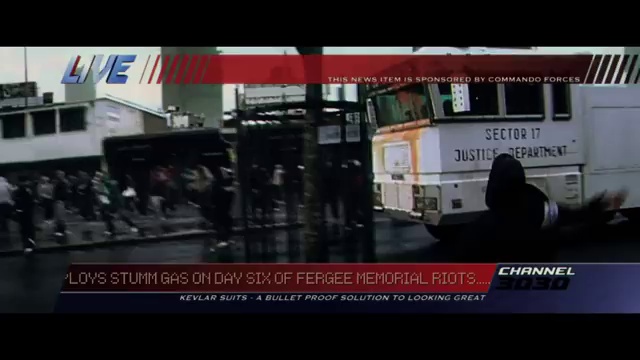 LIVE
THIS NEWS ITEM IS SPONSORED BY COMMANDO FORCES
SECTOR 17
JUSTICE DEPARTMENT
PLOYS STUMM GAS ON DAY SIX OF FERGEE MEMORIAL RIOTS.....
CHANNEL
3030
KEVLAR SUITS - A BULLET PROOF SOLUTION TO LOOKING GREAT